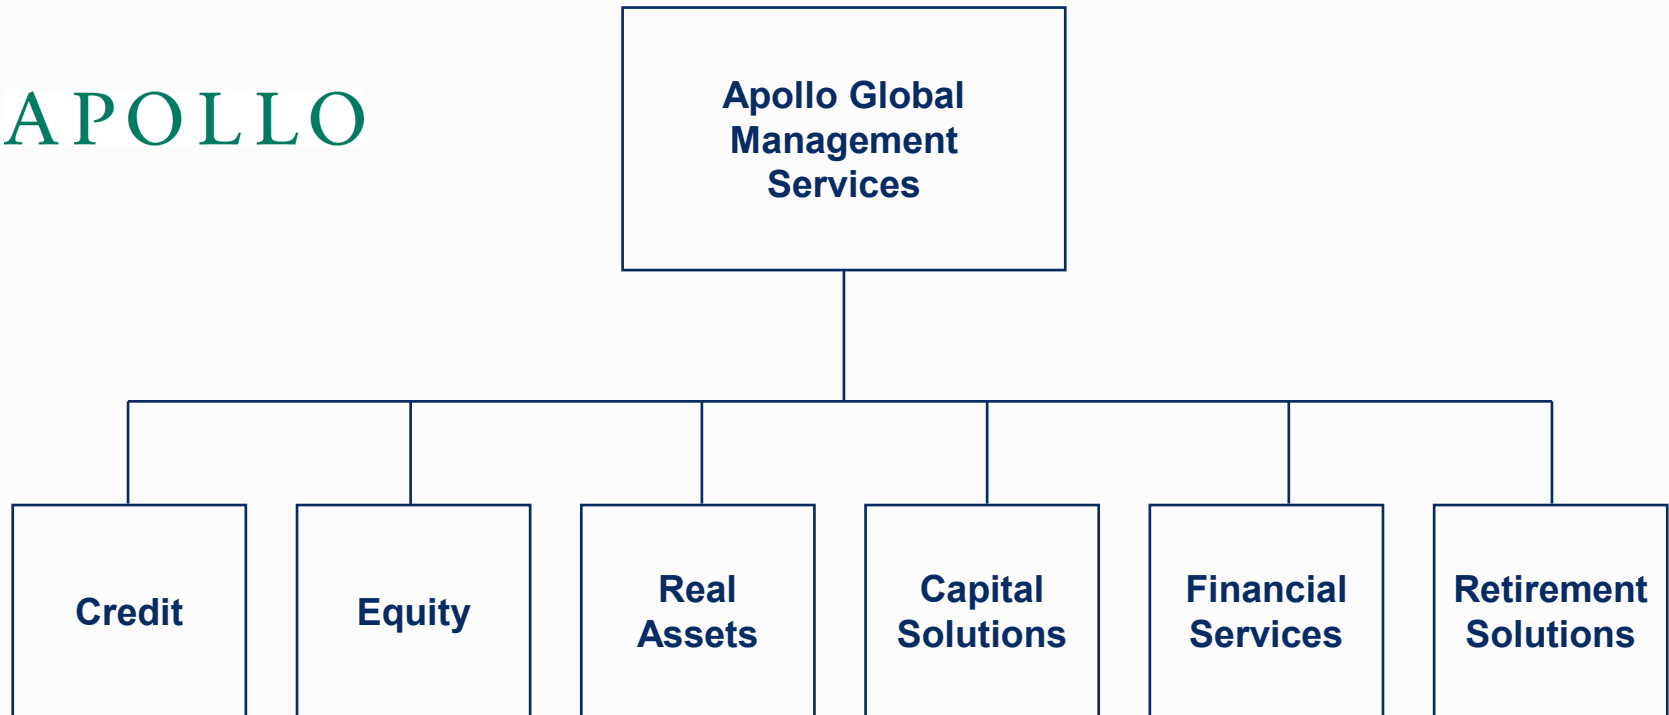 APOLLO
Apollo Global
Management
Services
Credit
Equity
Real
Assets
Capital
Solutions
Financial
Services
Retirement
Solutions